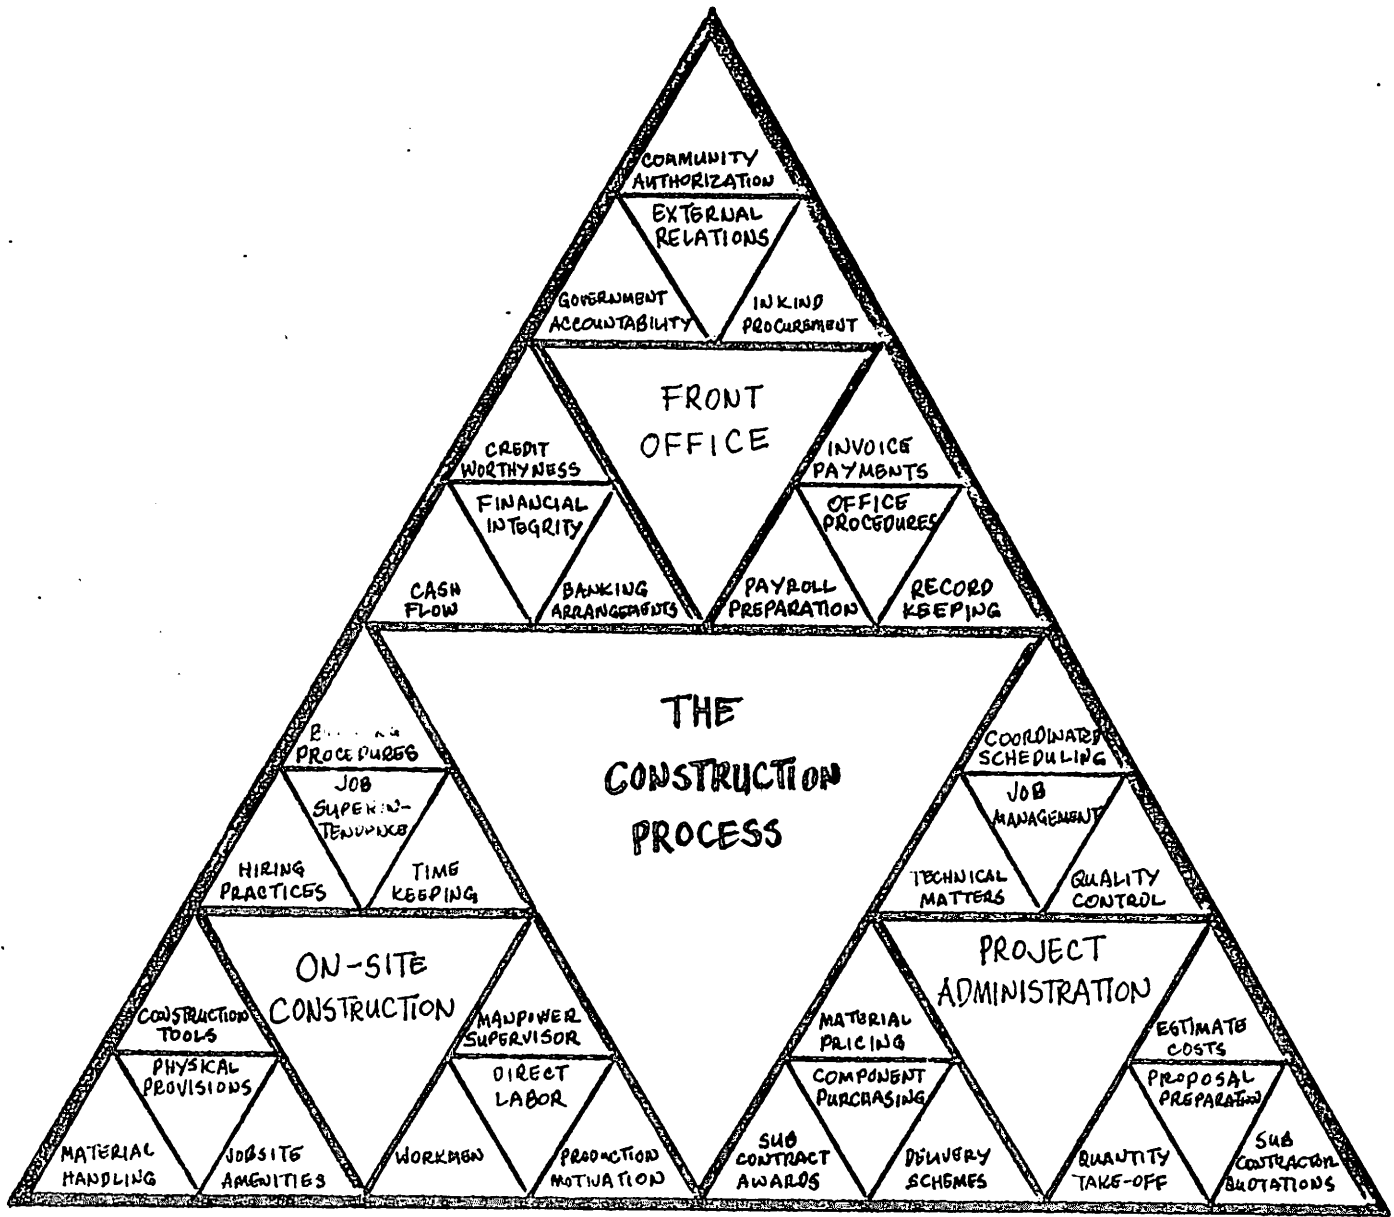 COMMUNITY
AUTHORIZATION
EXTERNAL
RELATIONS
GOVERNMENT
ACCOUNTABILITY
IN KIND
PROCUREMENT
FRONT
OFFICE
CREDIT
WORTHYNESS
FINANCIAL
INTEGRITY
CASH
FLOW
BANKING
ARRANGEMENTS
INVOICE
PAYMENTS
OFFICE
PROCEDURES
PAYROLL
PREPARATION
RECORD
KEEPING
THE
CONSTRUCTION
PROCESS
PROCEDURES
JOB
SUPERIN-
TENDANCE
HIRING
PRACTICES
TIME
KEEPING
COORDINATED
SCHEDULING
JOB
MANAGEMENT
TECHNICAL
MATTERS
QUALITY
CONTROL
ON-SITE
CONSTRUCTION
CONSTRUCTION
TOOLS
PHYSICAL
PROVISIONS
MATERIAL
HANDLING
JOBSITE
AMENITIES
MANPOWER
SUPERVISOR
DIRECT
LABOR
WORKMEN
PRODUCTION
MOTIVATION
PROJECT
ADMINISTRATION
MATERIAL
PRICING
COMPONENT
PURCHASING
SUB
CONTRACT
AWARDS
DELIVERY
SCHEMES
ESTIMATE
COSTS
PROPOSAL
PREPARATION
QUANTITY
TAKE-OFF
SUB
CONTRACTOR
QUOTATIONS